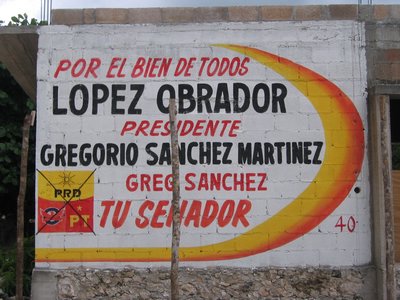 POR EL BIEN DE TODOS
LOPEZ OBRADOR
PRESIDENTE
GREGORIO SANCHEZ MARTINEZ
GREG SANCHEZ
TU SENADOR
PRD
PT
40